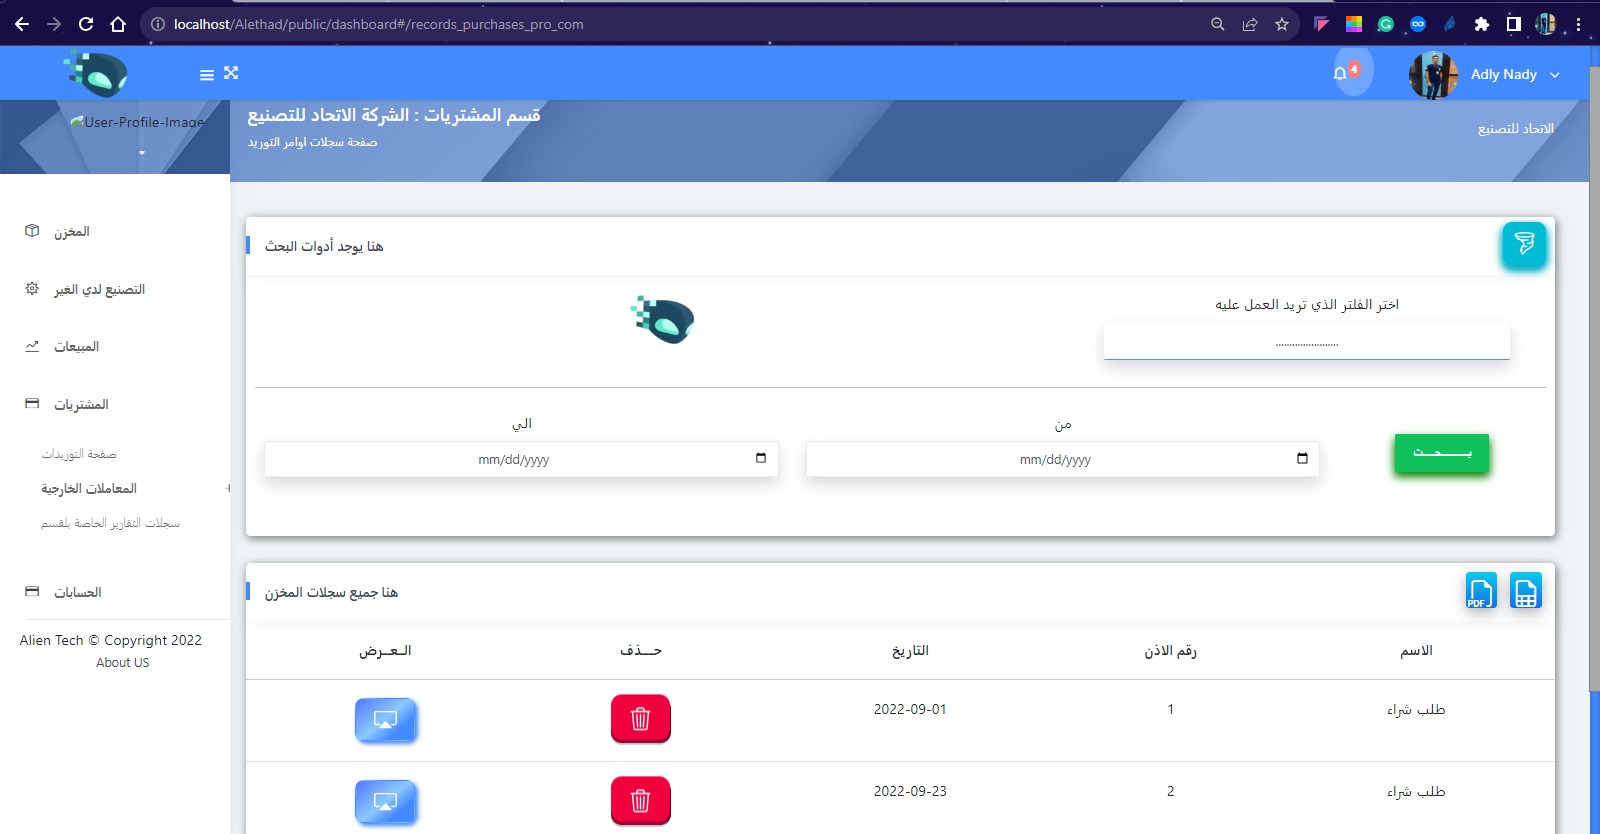 localhost/Alethad/public/dashboard#/records_purchases_pro_com
4
Adly Nady
User-Profile-Image
قسم المشتريات : الشركة الاتحاد للتصنيع
صفحة سجلات اوامر التوريد
الاتحاد للتصنيع
المخزن
التصنيع لدي الغير
المبيعات
المشتريات
صفحة التوريدات
المعاملات الخارجية
+
سجلات التقارير الخاصة بلقسم
الحسابات
Alien Tech © Copyright 2022
About US
هنا يوجد أدوات البحث
اختر الفلتر الذي تريد العمل عليه
......................
من
الي
mm/dd/yyyy
mm/dd/yyyy
بـــــحـــث
هنا جميع سجلات المخزن
PDF
الاسم رقم الاذن التاريخ حـــذف الــعــرض
طلب شراء 1 2022-09-01
طلب شراء 2 2022-09-23